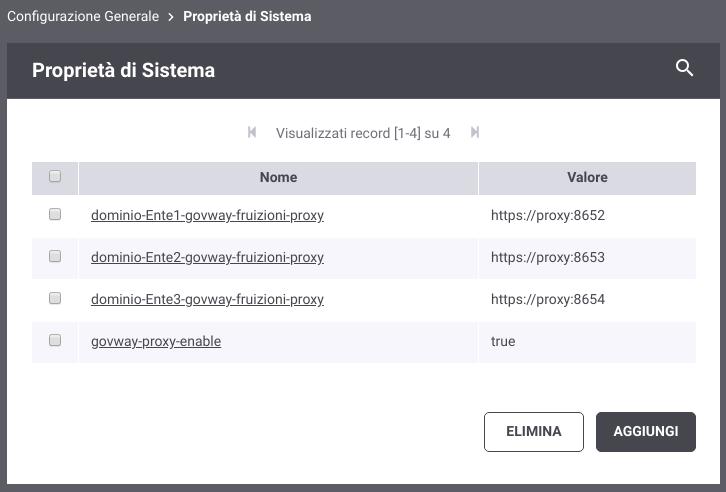 Configurazione Generale > Proprietà di Sistema
Proprietà di Sistema
Visualizzati record [1-4] su 4
Nome Valore
dominio-Ente1-govway-fruizioni-proxy https://proxy:8652
dominio-Ente2-govway-fruizioni-proxy https://proxy:8653
dominio-Ente3-govway-fruizioni-proxy https://proxy:8654
govway-proxy-enable true
ELIMINA AGGIUNGI